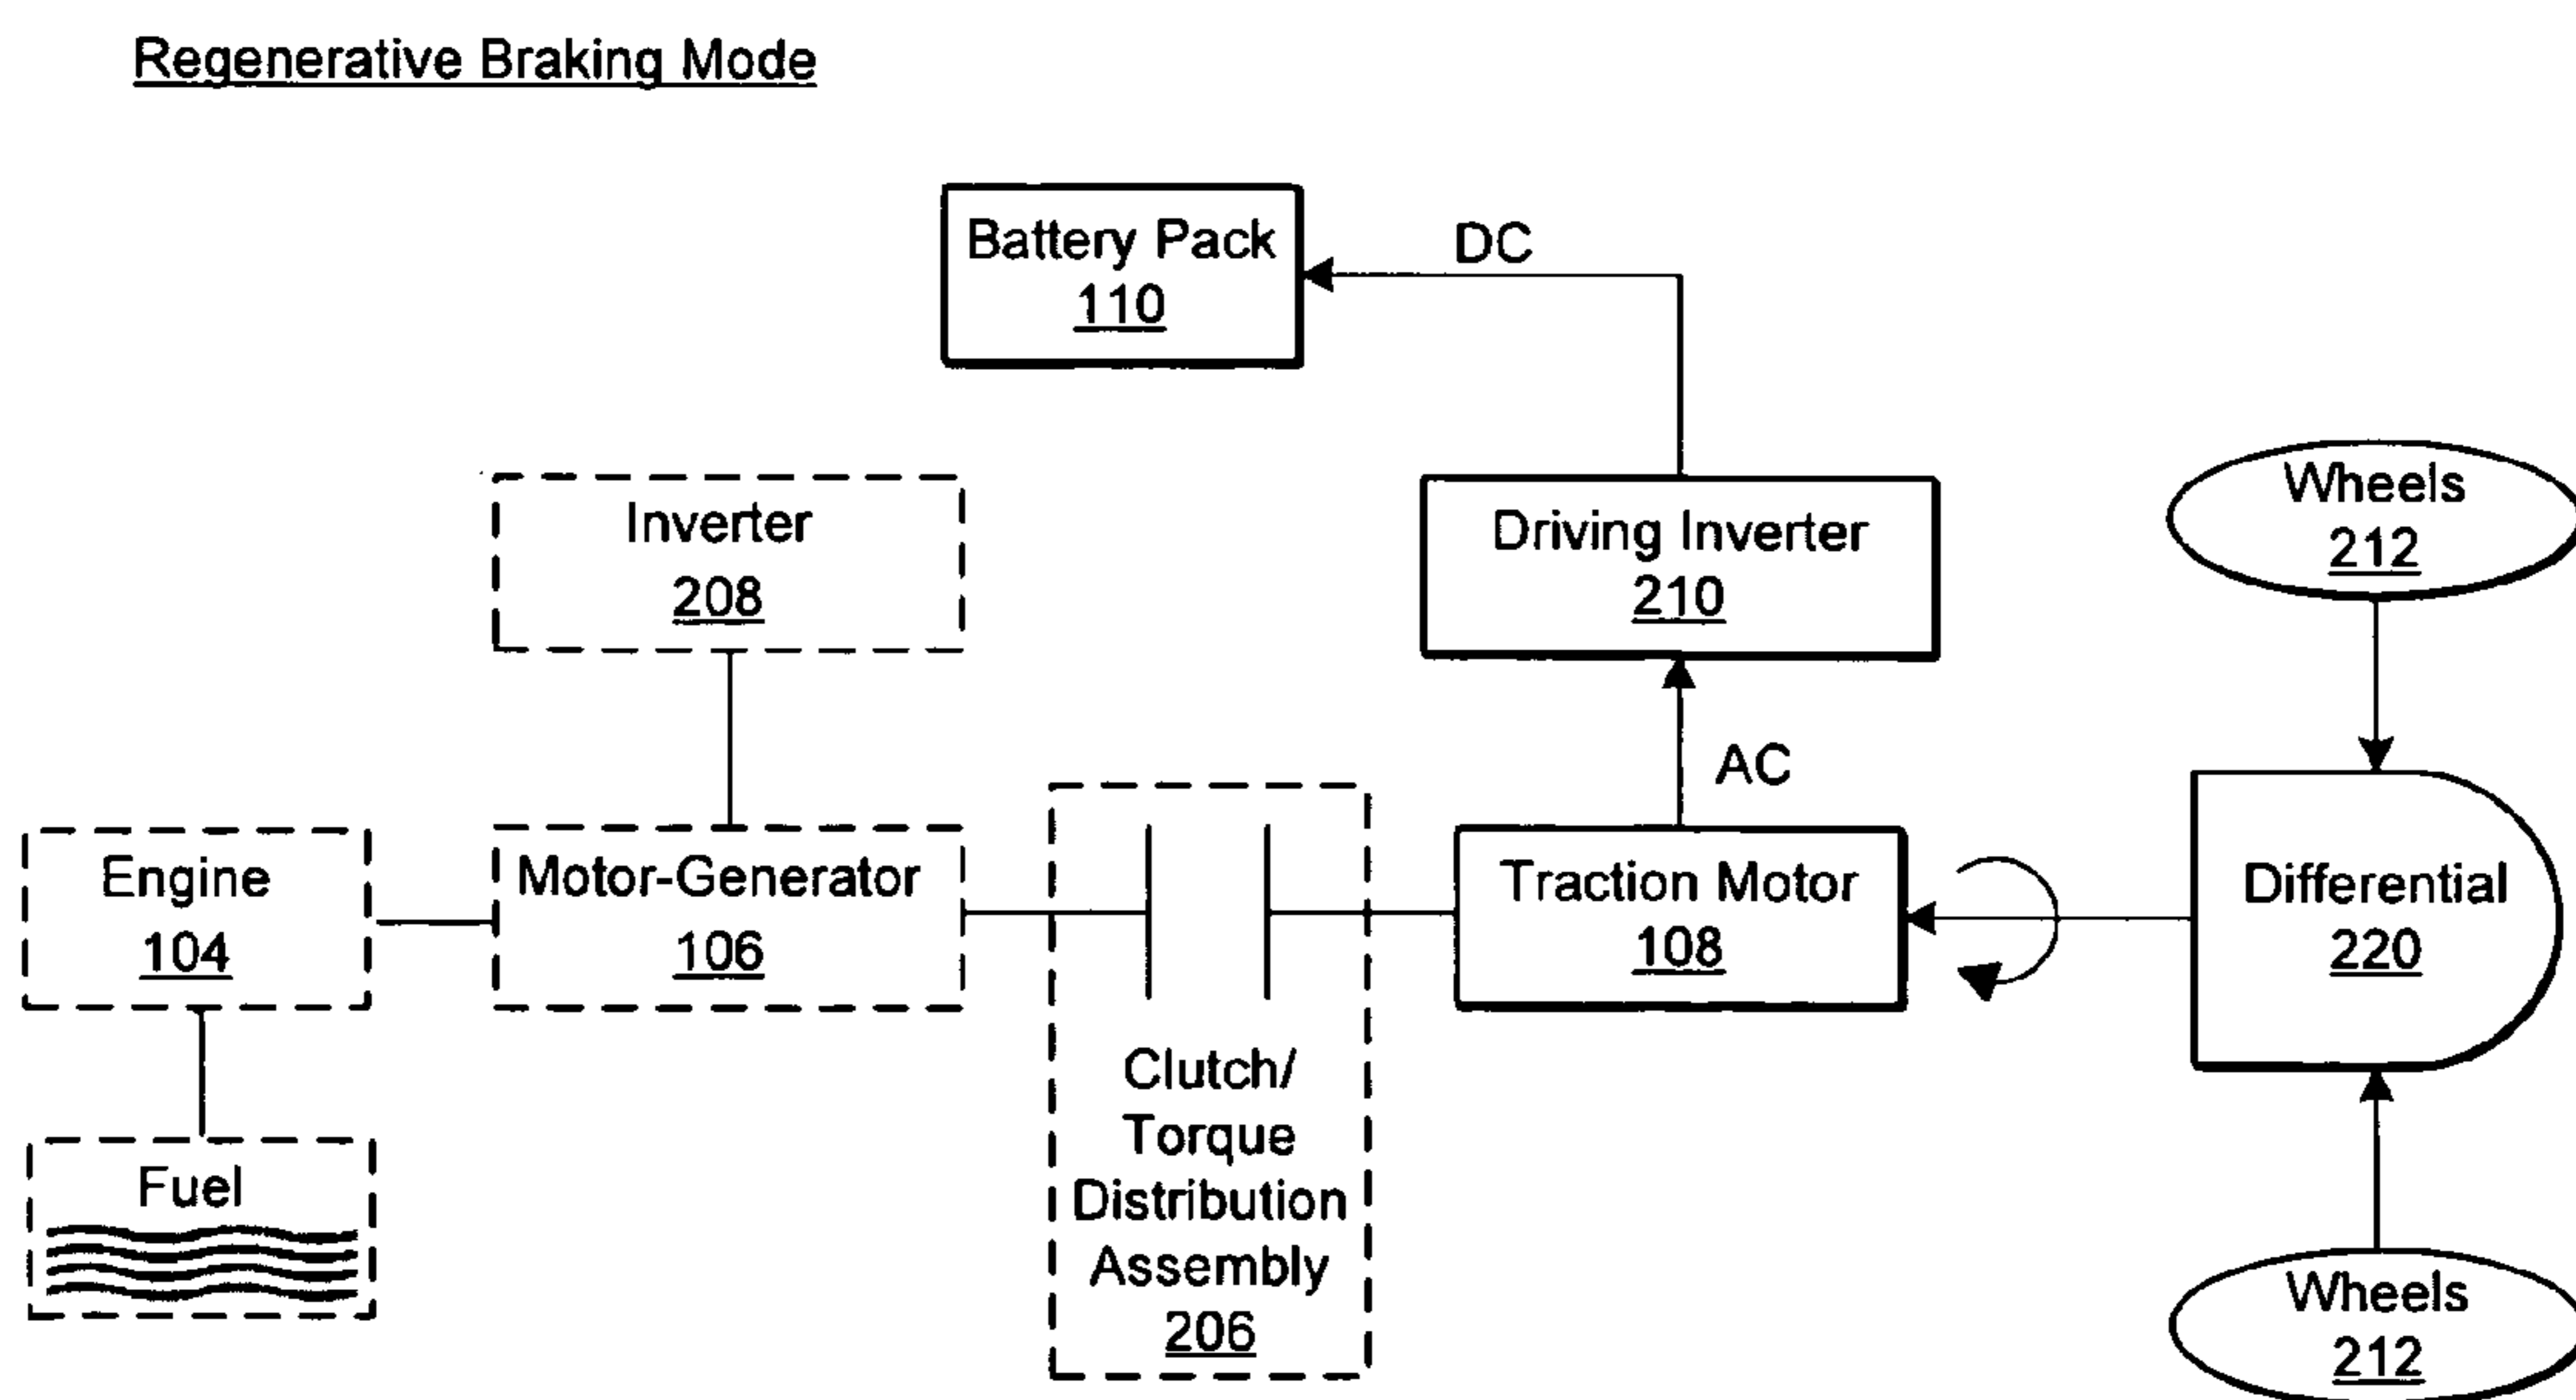 Regenerative Braking Mode
Battery Pack
110
DC
Inverter
208
Driving Inverter
210
Wheels
212
AC
Engine
104
Motor-Generator
106
Traction Motor
108
Differential
220
Clutch/
Torque
Distribution
Assembly
206
Fuel
Wheels
212